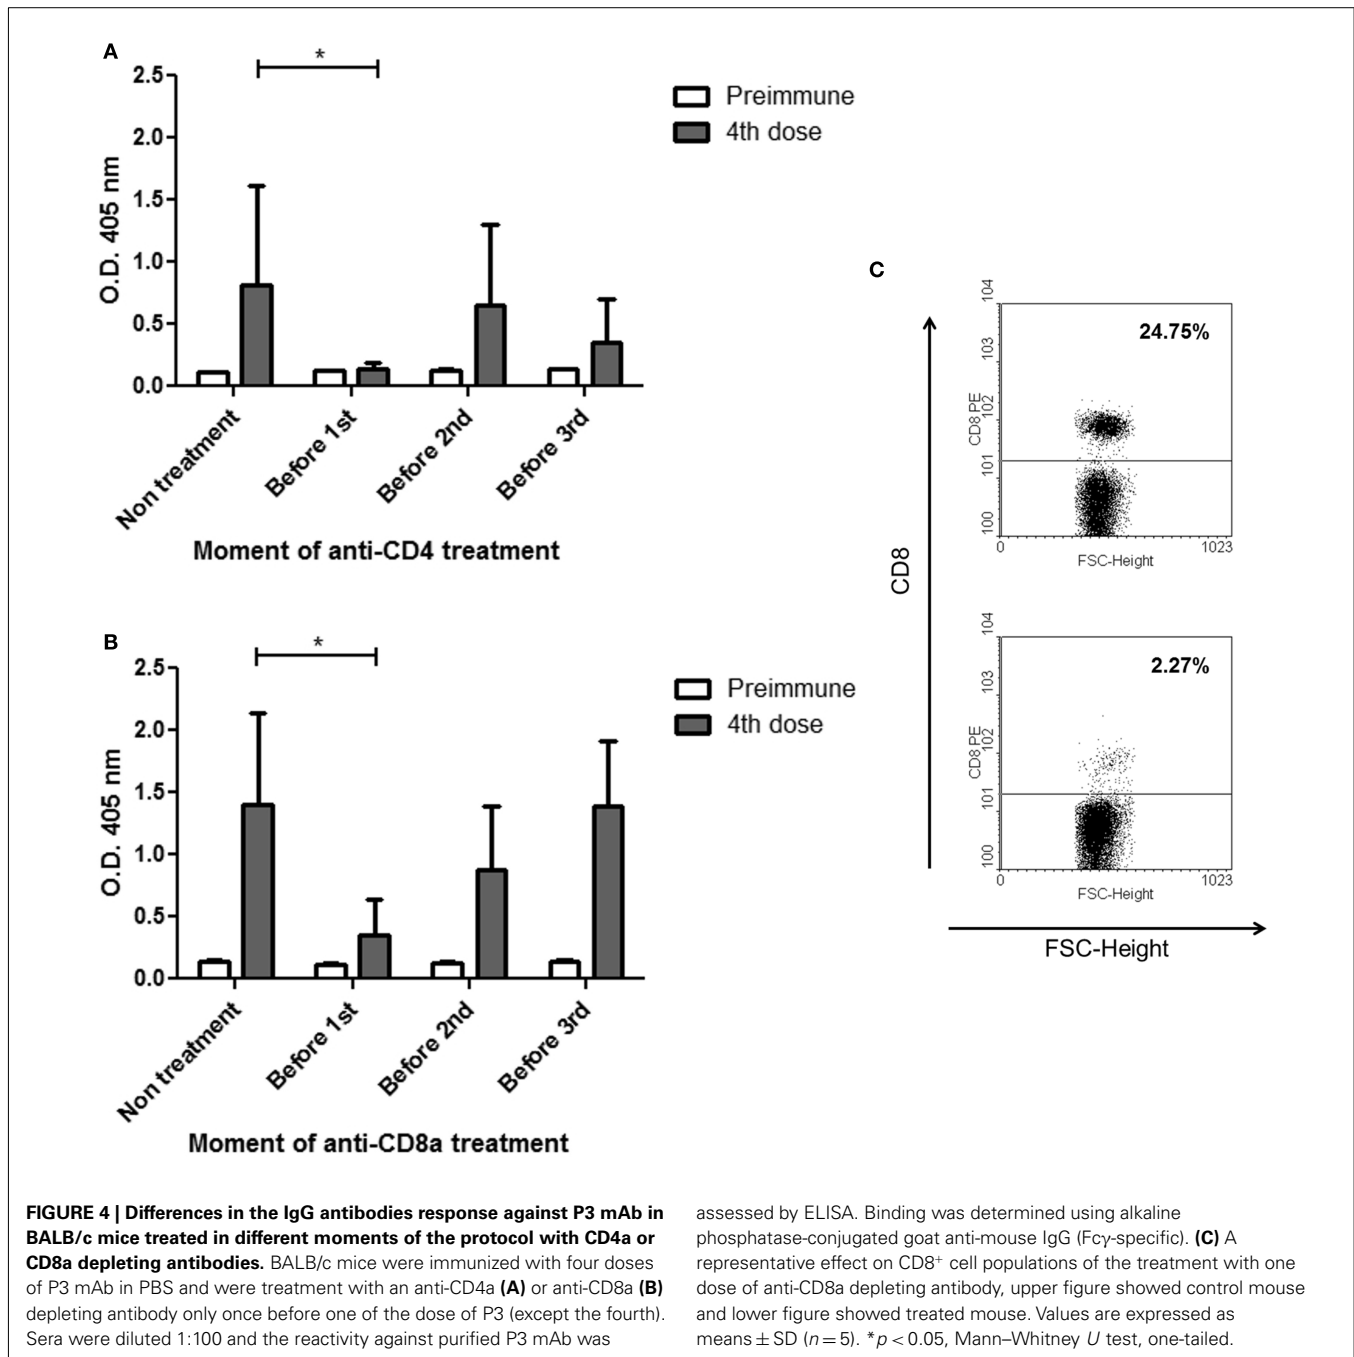 A
*
2.5
2.0
1.5
1.0
0.5
0.0
O.D. 405 nm
Preimmune
4th dose
Non treatment
Before 1st
Before 2nd
Before 3rd
Moment of anti-CD4 treatment
B
*
2.5
2.0
1.5
1.0
0.5
0.0
O.D. 405 nm
Preimmune
4th dose
Non treatment
Before 1st
Before 2nd
Before 3rd
Moment of anti-CD8a treatment
C
CD8
24.75%
104
103
102
101
100
CD8 PE
0
1023
FSC-Height
2.27%
104
103
102
101
100
CD8 PE
0
1023
FSC-Height
FSC-Height
FIGURE 4 | Differences in the IgG antibodies response against P3 mAb in
BALB/c mice treated in different moments of the protocol with CD4a or
CD8a depleting antibodies. BALB/c mice were immunized with four doses
of P3 mAb in PBS and were treatment with an anti-CD4a (A) or anti-CD8a (B)
depleting antibody only once before one of the dose of P3 (except the fourth).
Sera were diluted 1:100 and the reactivity against purified P3 mAb was
assessed by ELISA. Binding was determined using alkaline
phosphatase-conjugated goat anti-mouse IgG (Fcγ-specific). (C) A
representative effect on CD8⁺ cell populations of the treatment with one
dose of anti-CD8a depleting antibody, upper figure showed control mouse
and lower figure showed treated mouse. Values are expressed as
means ± SD (n = 5). *p < 0.05, Mann–Whitney U test, one-tailed.